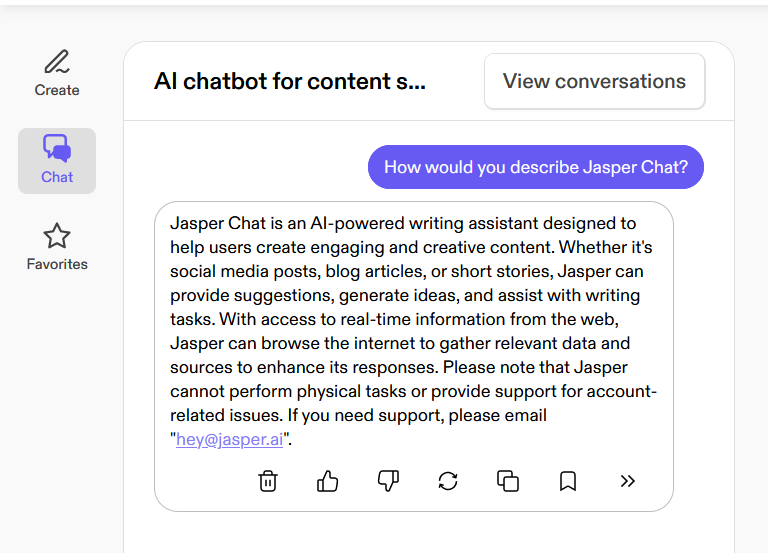 Create
Chat
Favorites
AI chatbot for content s...
View conversations
How would you describe Jasper Chat?
Jasper Chat is an AI-powered writing assistant designed to
help users create engaging and creative content. Whether it's
social media posts, blog articles, or short stories, Jasper can
provide suggestions, generate ideas, and assist with writing
tasks. With access to real-time information from the web,
Jasper can browse the internet to gather relevant data and
sources to enhance its responses. Please note that Jasper
cannot perform physical tasks or provide support for account-
related issues. If you need support, please email
"hey@jasper.ai".